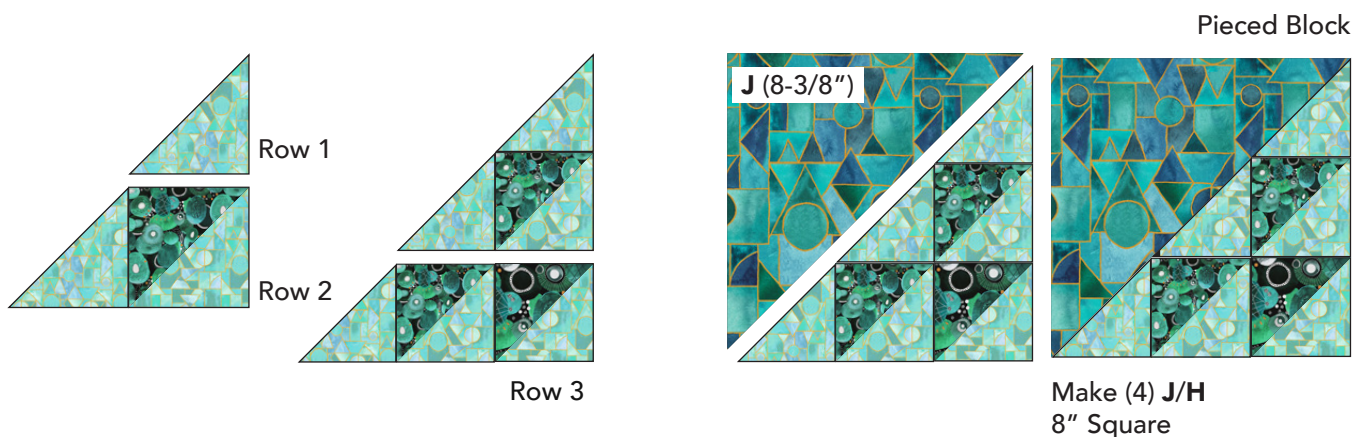 Pieced Block
Row 1
Row 2
Row 3
J (8-3/8”)
Make (4) J/H
8” Square